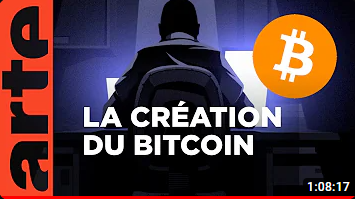 arte
LA CRÉATION
DU BITCOIN
1:08:17